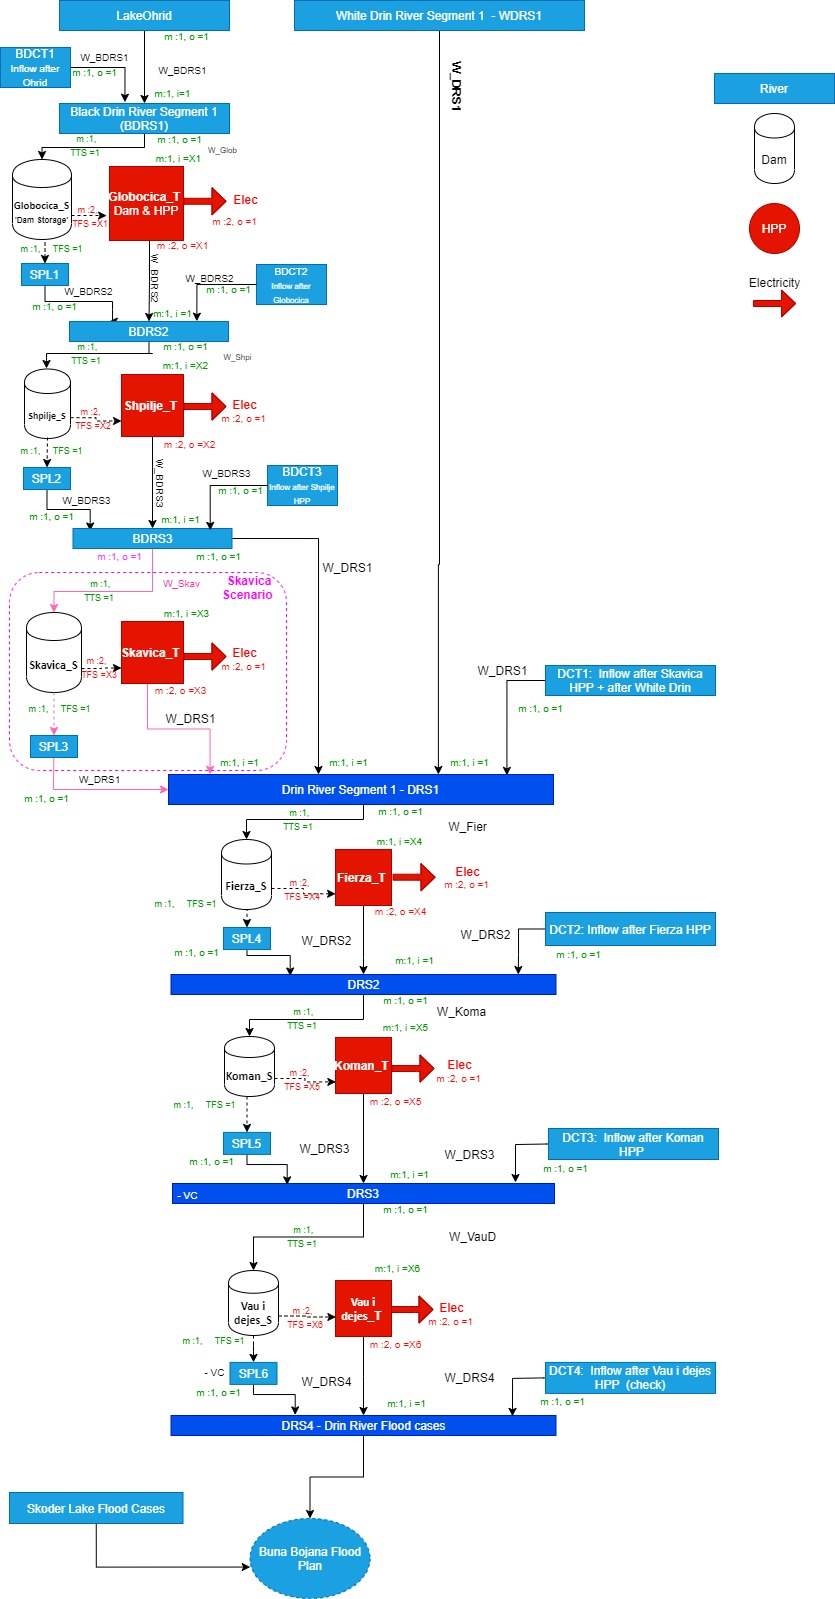 LakeOhrid
m :1, o =1
White Drin River Segment 1 - WDRS1
BDCT1
Inflow after
Ohrid
W_BDRS1
m :1, o =1
W_BDRS1
m:1, i=1
W_DRS1
River
Black Drin River Segment 1
(BDRS1)
m :1,
TTS =1
m :1, o =1
W_Glob
m:1, i =X1
Dam
Globocica_S
'Dam Storage'
m :2,
TFS =X1
Globocica_T
Dam & HPP
Elec
m :2, o =1
HPP
m :1, TFS =1
m :2, o =X1
W_BDRS2
SPL1
W_BDRS2
m :1, o =1
W_BDRS2
m :1, o =1
BDCT2
Inflow after
Globocica
Electricity
m:1, i =1
BDRS2
m :1,
TTS =1
m :1, o =1
W_Shpi
m:1, i =X2
Shpilje_S
m :2,
TFS =X2
Shpilje_T
Elec
m :2, o =1
m :1, TFS =1
m :2, o =X2
W_BDRS3
SPL2
W_BDRS3
m :1, o =1
W_BDRS3
m :1, o =1
BDCT3
Inflow after Shpilje
HPP
m:1, i =1
BDRS3
m :1, o =1
m :1, o =1
W_DRS1
m :1,
TTS =1
W_Skav
Skavica
Scenario
m:1, i =X3
Skavica_S
m :2,
TFS =X3
Skavica_T
Elec
m :2, o =1
m :1, TFS =1
m :2, o =X3
W_DRS1
W_DRS1
m :1, o =1
DCT1: Inflow after Skavica
HPP + after White Drin
SPL3
W_DRS1
m :1, o =1
m:1, i =1
m:1, i =1
m:1, i =1
Drin River Segment 1 - DRS1
m :1,
TTS =1
m :1, o =1
W_Fier
m:1, i =X4
Fierza_S
m :2,
TFS =X4
Fierza_T
Elec
m :2, o =1
m :1, TFS =1
m :2, o =X4
SPL4
m :1, o =1
W_DRS2
W_DRS2
DCT2: Inflow after Fierza HPP
m :1, o =1
m:1, i =1
DRS2
m :1,
TTS =1
m :1, o =1
W_Koma
m:1, i =X5
Koman_S
m :2,
TFS =X5
Koman_T
Elec
m :2, o =1
m :1, TFS =1
m :2, o =X5
SPL5
m :1, o =1
W_DRS3
W_DRS3
DCT3: Inflow after Koman
HPP
m :1, o =1
m:1, i =1
- VC
DRS3
m :1, o =1
m :1,
TTS =1
W_VauD
m:1, i =X6
Vau i
dejes_S
m :2,
TFS =X6
Vau i
dejes_T
Elec
m :2, o =1
m :1, TFS =1
m :2, o =X6
- VC
SPL6
m :1, o =1
W_DRS4
W_DRS4
DCT4: Inflow after Vau i dejes
HPP (check)
m :1, o =1
m:1, i =1
DRS4 - Drin River Flood cases
Skoder Lake Flood Cases
Buna Bojana Flood
Plan